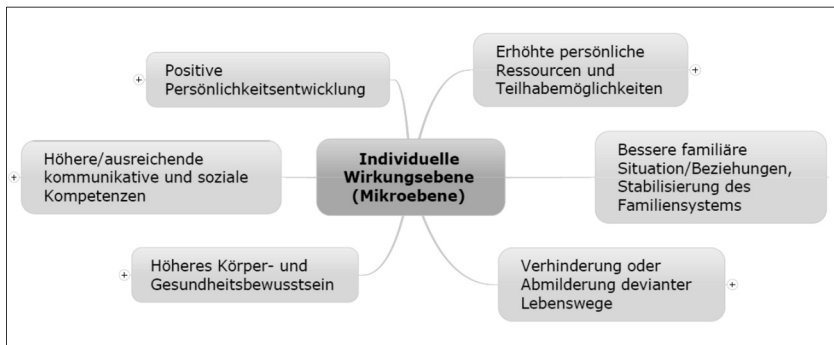 Positive
Persönlichkeitsentwicklung
Erhöhte persönliche
Ressourcen und
Teilhabemöglichkeiten
Höhere/ausreichende
kommunikative und soziale
Kompetenzen
Individuelle
Wirkungsebene
(Mikroebene)
Bessere familiäre
Situation/Beziehungen,
Stabilisierung des
Familiensystems
Höheres Körper- und
Gesundheitsbewusstsein
Verhinderung oder
Abmilderung devianter
Lebenswege